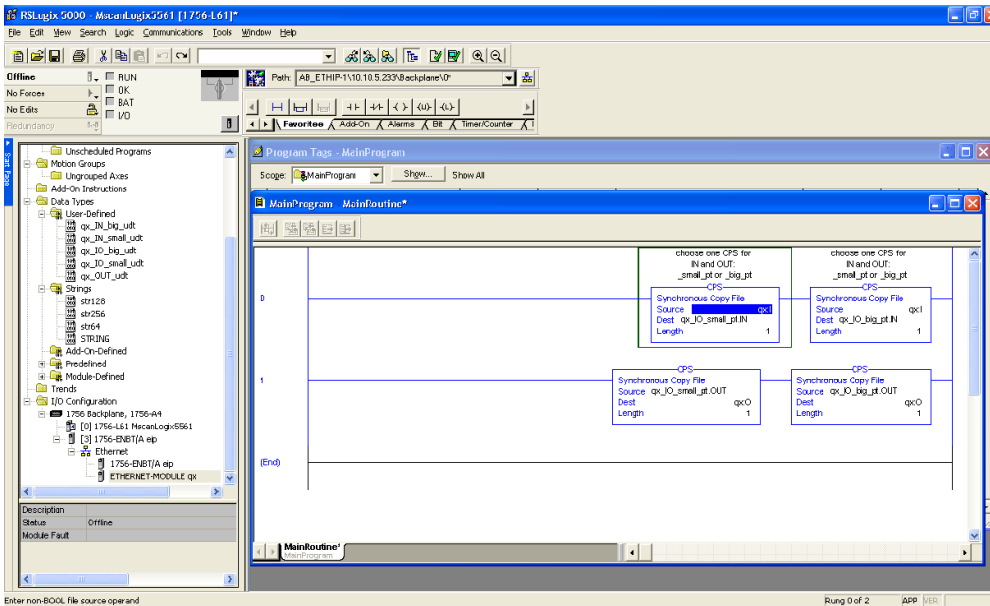 RSLogix 5000 - MscanLogix5561 [1756-L61]*
File Edit View Search Logic Communications Tools Window Help
Offline
RUN
No Forces
OK
No Edits
BAT
Redundancy
I/O
Path: AB_ETHIP-1\10.10.5.233\Backplane\0*
Favorites Add-On Alarms Bit Timer/Counter
Start Page
Unscheduled Programs
Motion Groups
Ungrouped Axes
Add-On Instructions
Data Types
User-Defined
qx_IN_big_udt
qx_IN_small_udt
qx_IO_big_udt
qx_IO_small_udt
qx_OUT_udt
Strings
str128
str256
str64
STRING
Add-On-Defined
Predefined
Module-Defined
Trends
I/O Configuration
1756 Backplane, 1756-A4
[0] 1756-L61 MscanLogix5561
[3] 1756-ENBT/A eip
Ethernet
1756-ENBT/A eip
ETHERNET-MODULE qx
Description
Status Offline
Module Fault
Program Tags - MainProgram
Scope: MainProgram Show... Show All
MainProgram - MainRoutine*
choose one CPS for
IN and OUT:
_small_pt or _big_pt
CPS
Synchronous Copy File
Source qx:I
Dest qx_IO_small_pt.IN
Length 1
choose one CPS for
IN and OUT:
_small_pt or _big_pt
CPS
Synchronous Copy File
Source qx:I
Dest qx_IO_big_pt.IN
Length 1
0
1
CPS
Synchronous Copy File
Source qx_IO_small_pt.OUT
Dest qx:O
Length 1
CPS
Synchronous Copy File
Source qx_IO_big_pt.OUT
Dest qx:O
Length 1
(End)
MainRoutine*
MainProgram
Enter non-BOOL file source operand
Rung 0 of 2 APP VER